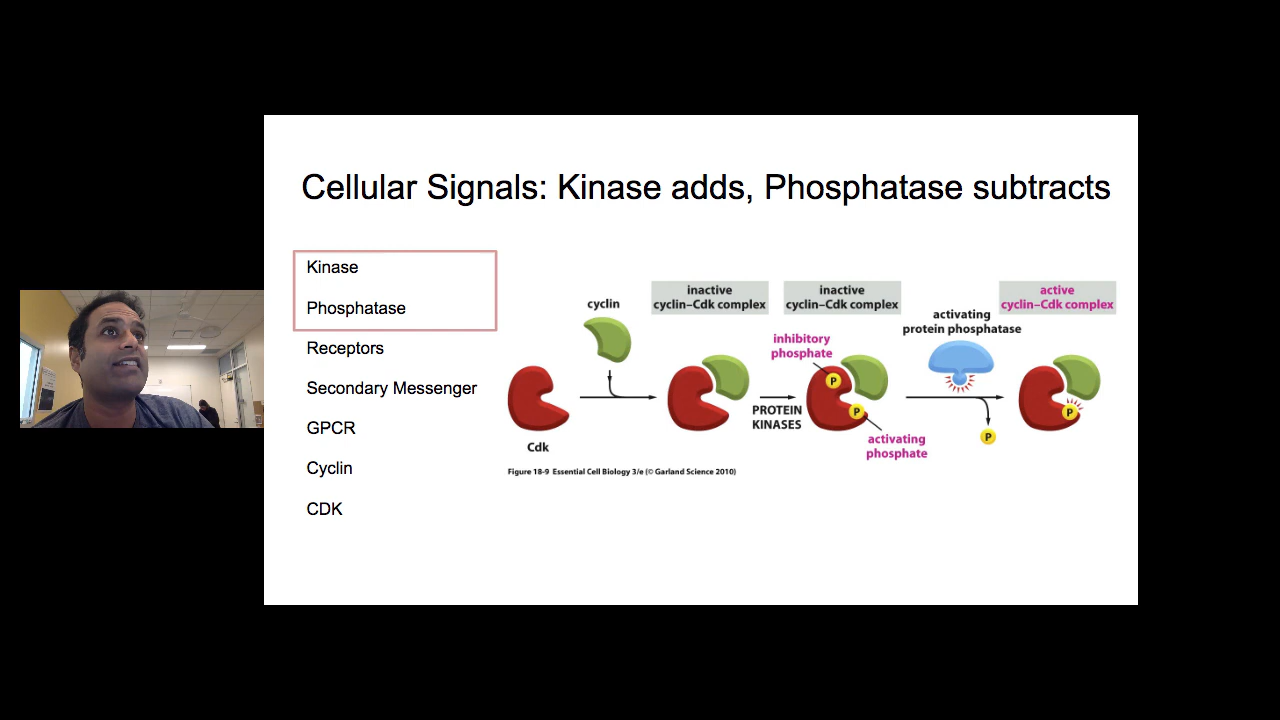 Cellular Signals: Kinase adds, Phosphatase subtracts
Kinase
Phosphatase
Receptors
Secondary Messenger
GPCR
Cyclin
CDK
cyclin
inactive
cyclin–Cdk complex
inactive
cyclin–Cdk complex
active
cyclin–Cdk complex
activating
protein phosphatase
inhibitory
phosphate
P
P
PROTEIN
KINASES
activating
phosphate
P
P
Cdk
Figure 18-9 Essential Cell Biology 3/e (© Garland Science 2010)